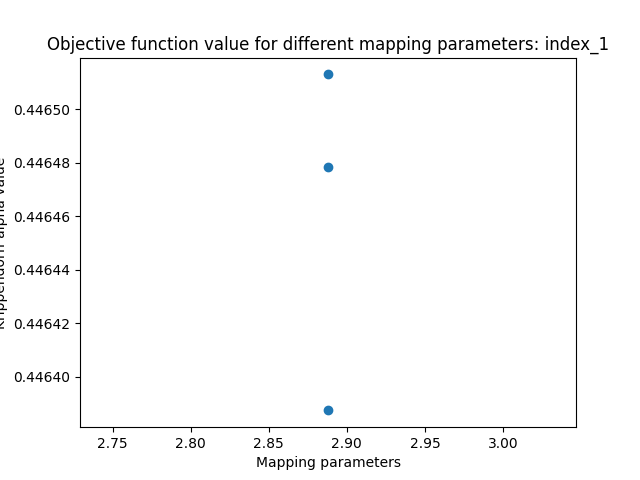 Objective function value for different mapping parameters: index_1
0.44650
0.44648
0.44646
0.44644
0.44642
0.44640
Krippendorff alpha value
2.75 2.80 2.85 2.90 2.95 3.00
Mapping parameters